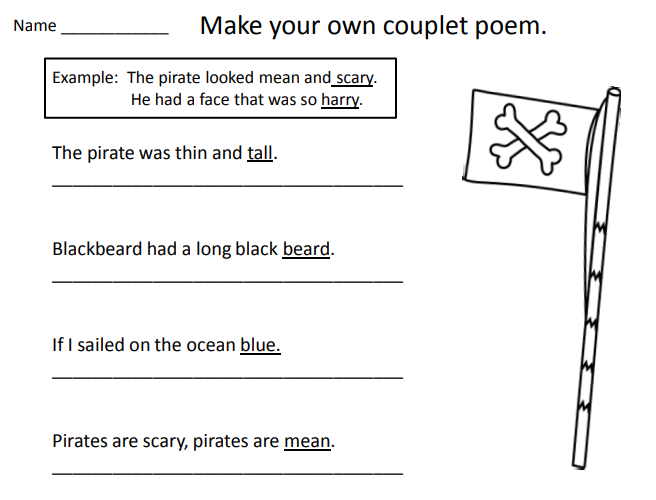 Name ____________
Make your own couplet poem.
Example: The pirate looked mean and scary.
He had a face that was so harry.
The pirate was thin and tall.
___________________________________
Blackbeard had a long black beard.
___________________________________
If I sailed on the ocean blue.
___________________________________
Pirates are scary, pirates are mean.
___________________________________